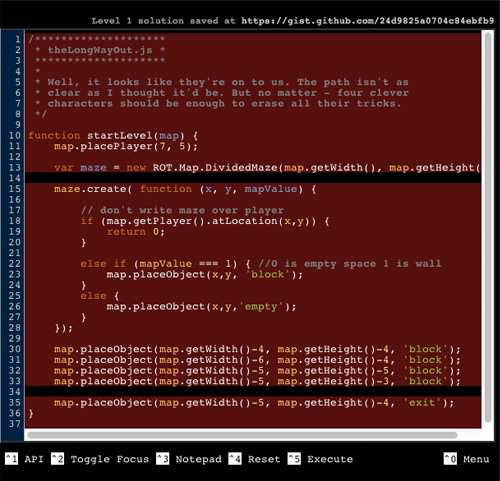 Level 1 solution saved at https://gist.github.com/24d9825a0704c84ebfb9
1 /*********************
2 * theLongWayOut.js *
3 ********************
4 *
5 * Well, it looks like they're on to us. The path isn't as
6 * clear as I thought it'd be. But no matter - four clever
7 * characters should be enough to erase all their tricks.
8 */
9
10 function startLevel(map) {
11 map.placePlayer(7, 5);
12
13 var maze = new ROT.Map.DividedMaze(map.getWidth(), map.getHeight(
14
15 maze.create( function (x, y, mapValue) {
16
17 // don't write maze over player
18 if (map.getPlayer().atLocation(x,y)) {
19 return 0;
20 }
21
22 else if (mapValue === 1) { //0 is empty space 1 is wall
23 map.placeObject(x,y, 'block');
24 }
25 else {
26 map.placeObject(x,y,'empty');
27 }
28 });
29
30 map.placeObject(map.getWidth()-4, map.getHeight()-4, 'block');
31 map.placeObject(map.getWidth()-6, map.getHeight()-4, 'block');
32 map.placeObject(map.getWidth()-5, map.getHeight()-5, 'block');
33 map.placeObject(map.getWidth()-5, map.getHeight()-3, 'block');
34
35 map.placeObject(map.getWidth()-5, map.getHeight()-4, 'exit');
36 }
37
^1 API ^2 Toggle Focus ^3 Notepad ^4 Reset ^5 Execute ^0 Menu